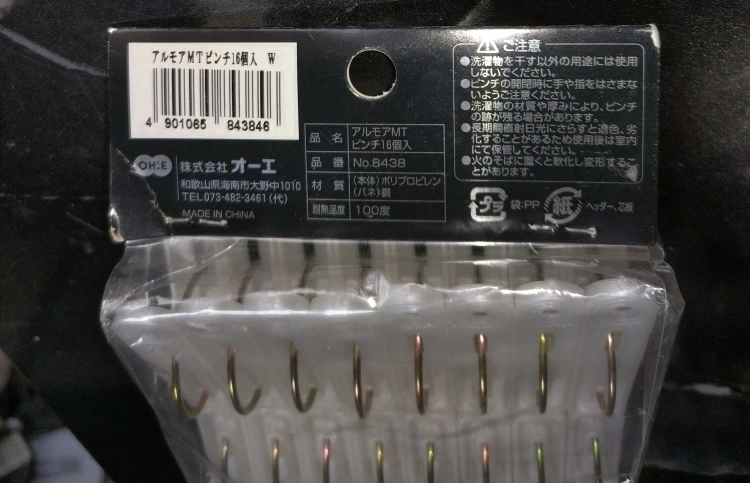 アルモアMTピンチ16個入 W
4 901065 843846
OHE
株式会社オーエ
和歌山県海南市大野中1010
TEL.073-482-3461(代)
MADE IN CHINA
品名 アルモアMT
ピンチ16個入
品番 No.8438
材質 (本体)ポリプロピレン
(バネ)鋼
耐熱温度 100度
ご注意
●洗濯物を干す以外の用途には使用
しないでください。
●ピンチの開閉時に手や指をはさまな
いようご注意ください。
●洗濯物の材質や厚みにより、ピンチ
の跡が残る場合があります。
●長期間直射日光にさらすと退色、劣
化することがあるため使用後は室内
にて保管してください。
●火のそばに置くと軟化し変形するこ
とがあります。
プラ 袋:PP 紙 ヘッダー、芯板